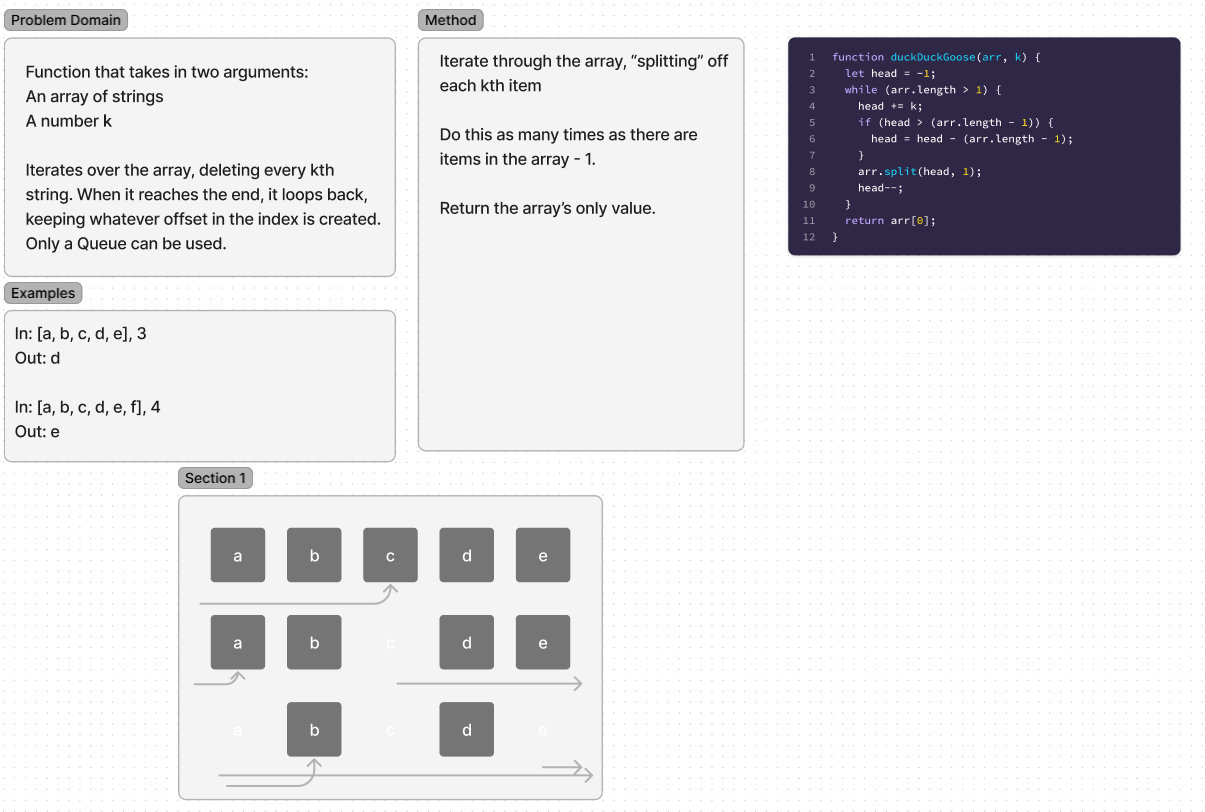 Problem Domain
Function that takes in two arguments:
An array of strings
A number k
Iterates over the array, deleting every kth
string. When it reaches the end, it loops back,
keeping whatever offset in the index is created.
Only a Queue can be used.
Examples
In: [a, b, c, d, e], 3
Out: d
In: [a, b, c, d, e, f], 4
Out: e
Method
Iterate through the array, “splitting” off
each kth item
Do this as many times as there are
items in the array - 1.
Return the array’s only value.
1 function duckDuckGoose(arr, k) {
2 let head = -1;
3 while (arr.length > 1) {
4 head += k;
5 if (head > (arr.length - 1)) {
6 head = head - (arr.length - 1);
7 }
8 arr.split(head, 1);
9 head--;
10 }
11 return arr[0];
12 }
Section 1
a b c d e
a b c d e
a b c d e